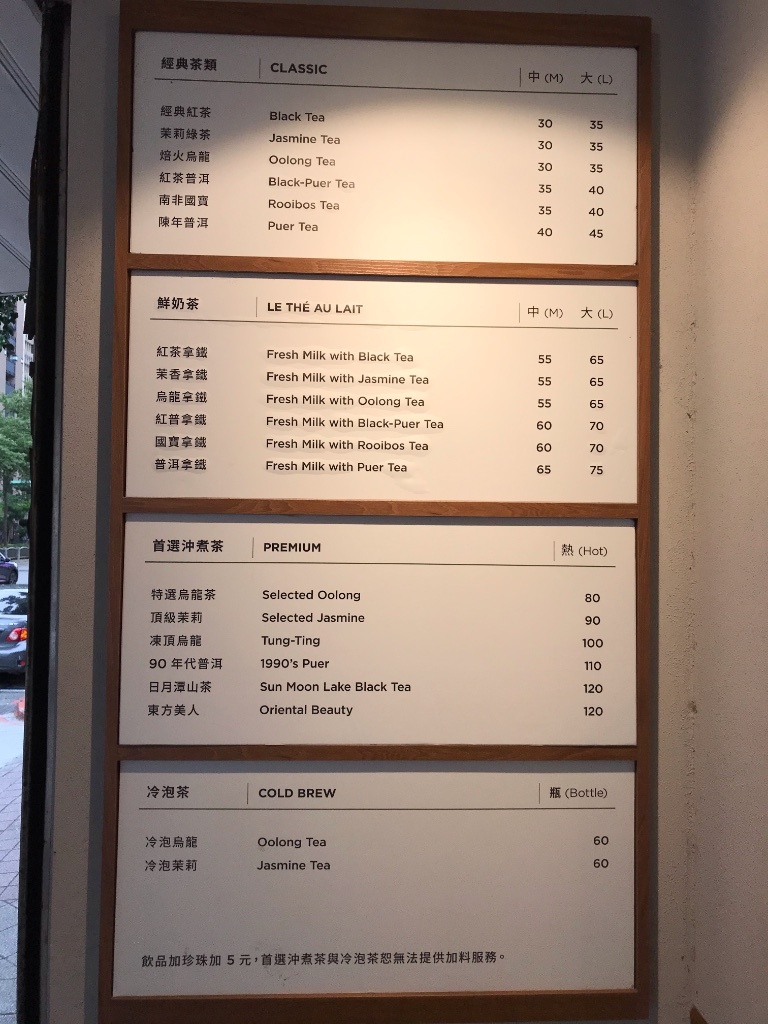 經典茶類 CLASSIC 中 (M) 大 (L)
經典紅茶 Black Tea 30 35
茉莉綠茶 Jasmine Tea 30 35
焙火烏龍 Oolong Tea 30 35
紅茶普洱 Black-Puer Tea 35 40
南非國寶 Rooibos Tea 35 40
陳年普洱 Puer Tea 40 45
鮮奶茶 LE THÉ AU LAIT 中 (M) 大 (L)
紅茶拿鐵 Fresh Milk with Black Tea 55 65
茉香拿鐵 Fresh Milk with Jasmine Tea 55 65
烏龍拿鐵 Fresh Milk with Oolong Tea 55 65
紅普拿鐵 Fresh Milk with Black-Puer Tea 60 70
國寶拿鐵 Fresh Milk with Rooibos Tea 60 70
普洱拿鐵 Fresh Milk with Puer Tea 65 75
首選沖煮茶 PREMIUM 熱 (Hot)
特選烏龍茶 Selected Oolong 80
頂級茉莉 Selected Jasmine 90
凍頂烏龍 Tung-Ting 100
90 年代普洱 1990's Puer 110
日月潭山茶 Sun Moon Lake Black Tea 120
東方美人 Oriental Beauty 120
冷泡茶 COLD BREW 瓶 (Bottle)
冷泡烏龍 Oolong Tea 60
冷泡茉莉 Jasmine Tea 60
飲品加珍珠加 5 元，首選沖煮茶與冷泡茶恕無法提供加料服務。